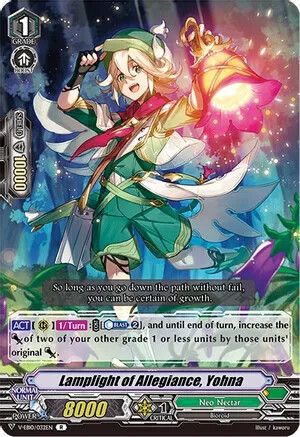 1
GRADE
BOOST
SHIELD 10000
So long as you go down the path without fail,
you can be certain of growth.
ACT 1/Turn : C BLAST 2, and until end of turn, increase the
of two of your other grade 1 or less units by those units'
original .
Lamplight of Allegiance, Yohna
NORMAL UNIT
Neo Nectar
POWER 8000 1 CRITICAL
Bioroid
V-EB10/032EN R
Illust / kaworu